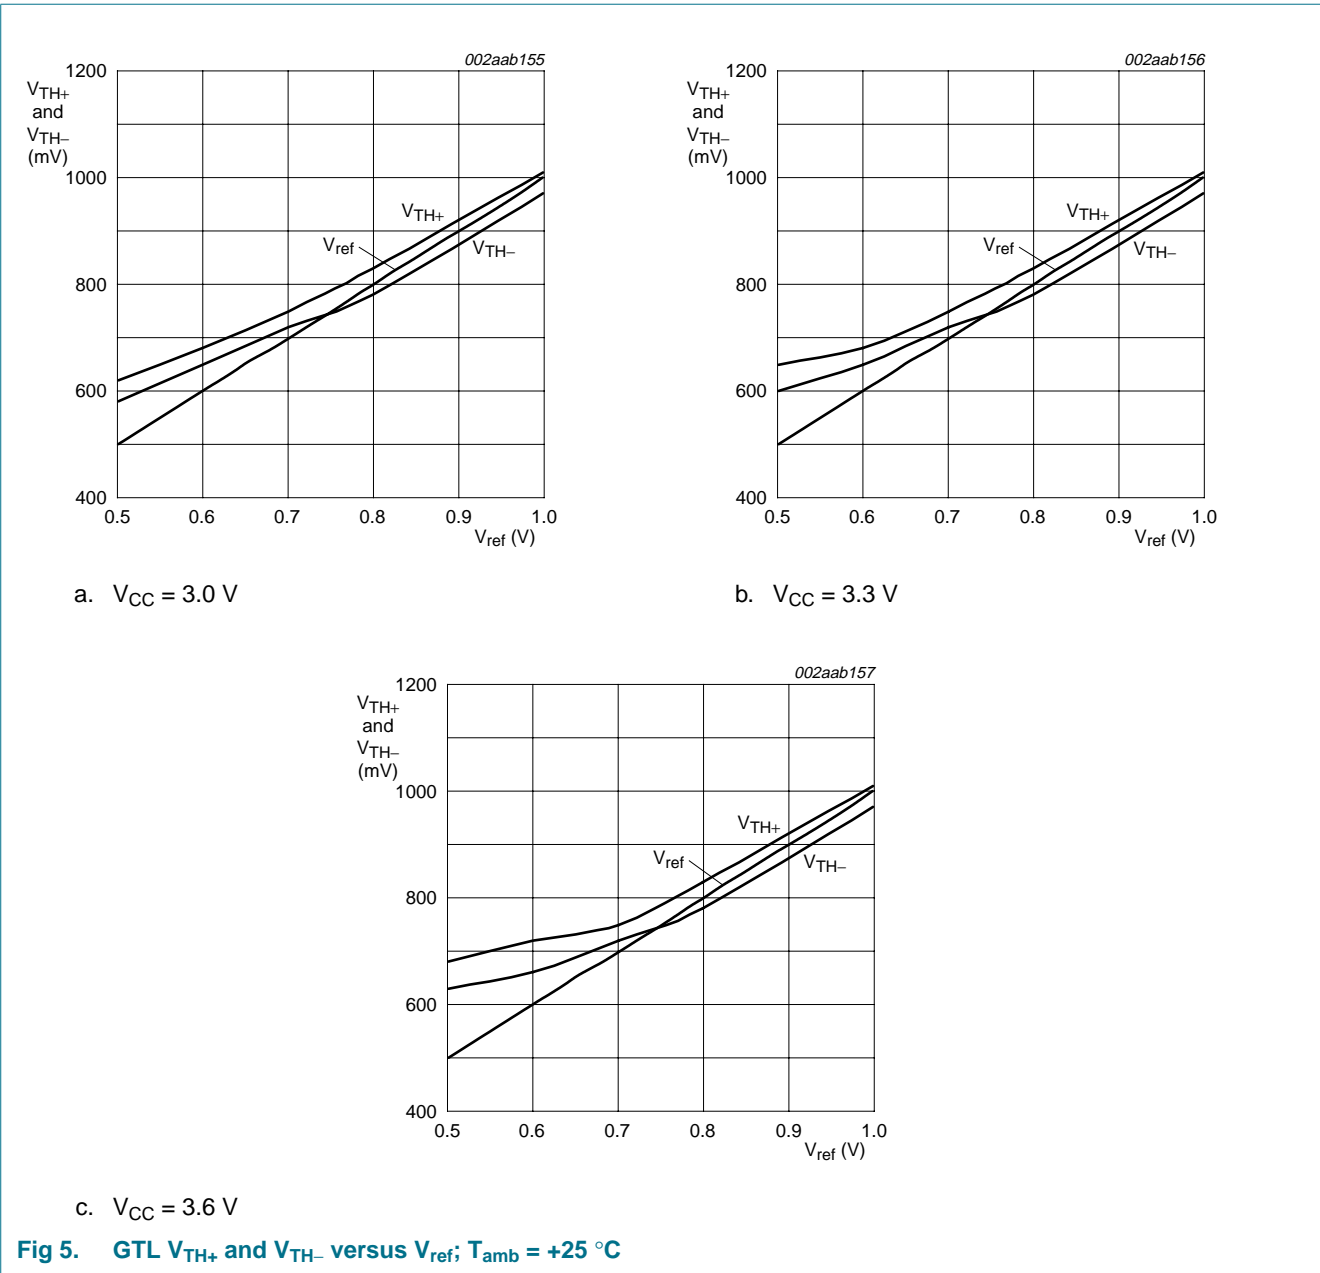 002aab155
1200
VTH+
and
VTH−
(mV)
1000
800
600
400
VTH+
Vref
VTH−
0.5 0.6 0.7 0.8 0.9 1.0
Vref (V)
a. VCC = 3.0 V
002aab156
1200
VTH+
and
VTH−
(mV)
1000
800
600
400
VTH+
Vref
VTH−
0.5 0.6 0.7 0.8 0.9 1.0
Vref (V)
b. VCC = 3.3 V
002aab157
1200
VTH+
and
VTH−
(mV)
1000
800
600
400
VTH+
Vref
VTH−
0.5 0.6 0.7 0.8 0.9 1.0
Vref (V)
c. VCC = 3.6 V
Fig 5. GTL VTH+ and VTH− versus Vref; Tamb = +25 °C